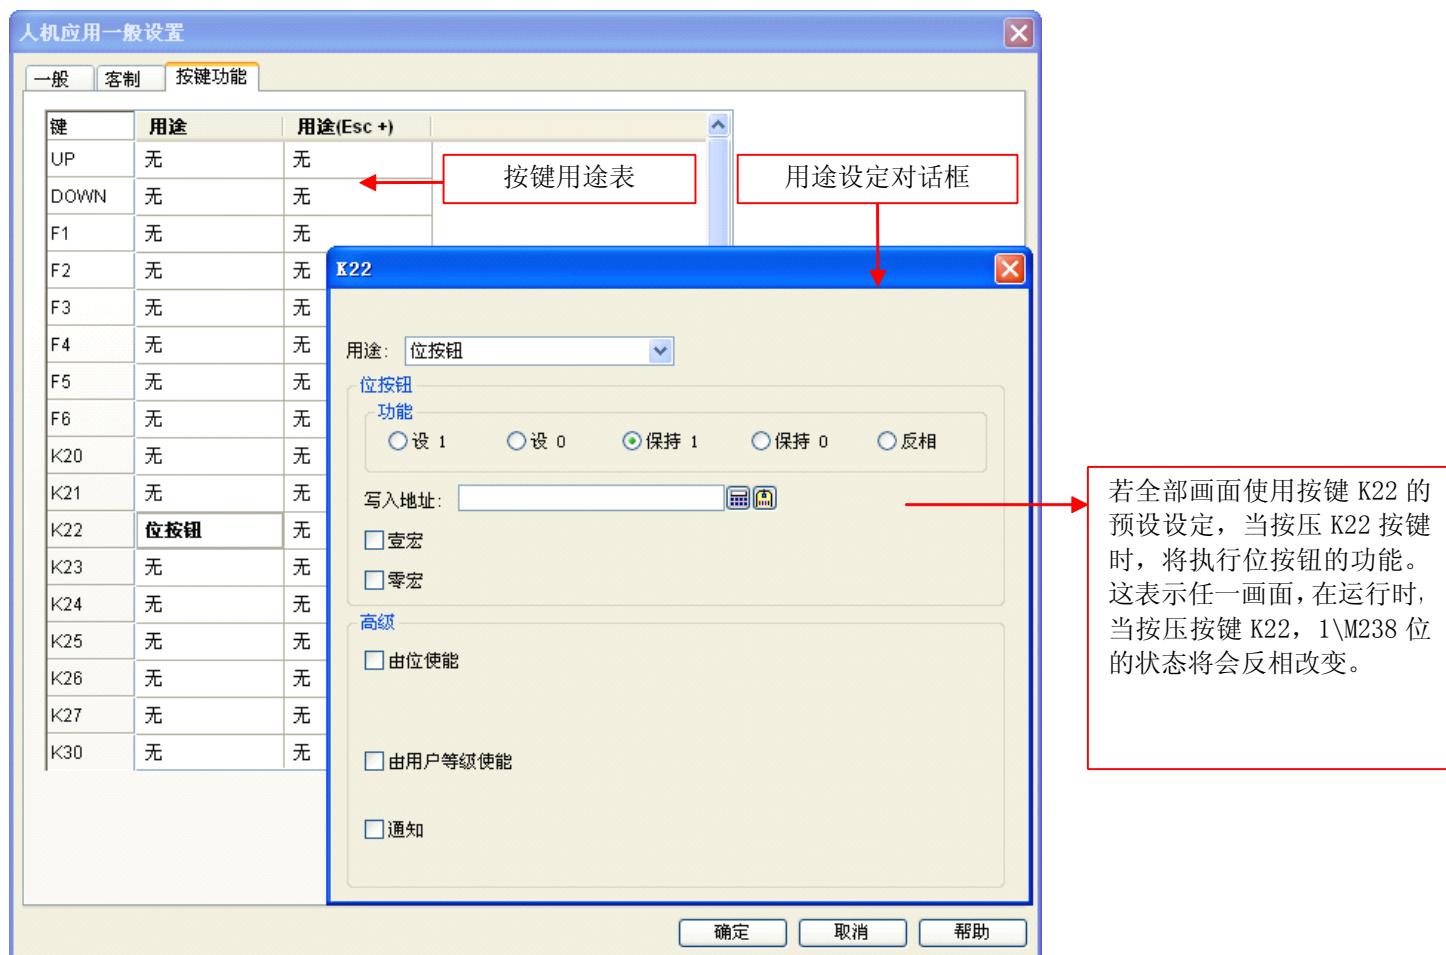 人机应用一般设置
一般 客制 按键功能
键 用途 用途(Esc +)
UP 无 无
DOWN 无 无
F1 无 无
F2 无 无
F3 无 无
F4 无 无
F5 无 无
F6 无 无
K20 无 无
K21 无 无
K22 位按钮 无
K23 无 无
K24 无 无
K25 无 无
K26 无 无
K27 无 无
K30 无 无
按键用途表
用途设定对话框
K22
用途: 位按钮
位按钮
功能
设 1 设 0 保持 1 保持 0 反相
写入地址:
壹宏
零宏
高级
由位使能
由用户等级使能
通知
确定 取消 帮助
若全部画面使用按键 K22 的
预设设定，当按压 K22 按键
时，将执行位按钮的功能。
这表示任一画面，在运行时，
当按压按键 K22，1\M238 位
的状态将会反相改变。